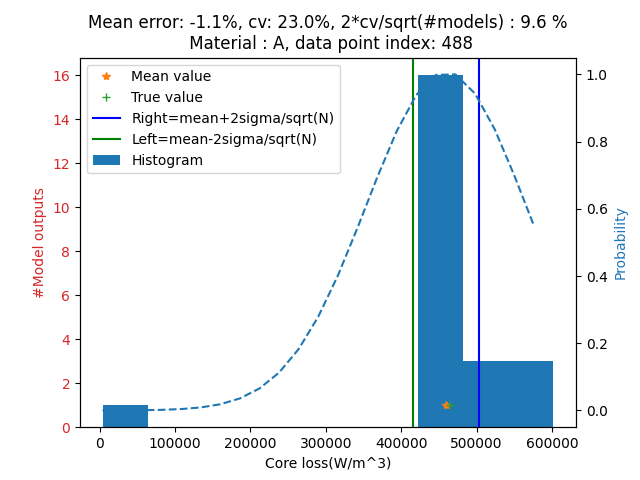 Mean error: -1.1%, cv: 23.0%, 2*cv/sqrt(#models) : 9.6 %
Material : A, data point index: 488
Mean value
True value
Right=mean+2sigma/sqrt(N)
Left=mean-2sigma/sqrt(N)
Histogram
#Model outputs
16
14
12
10
8
6
4
2
0
1.0
0.8
0.6
0.4
0.2
0.0
Probability
0 100000 200000 300000 400000 500000 600000
Core loss(W/m^3)